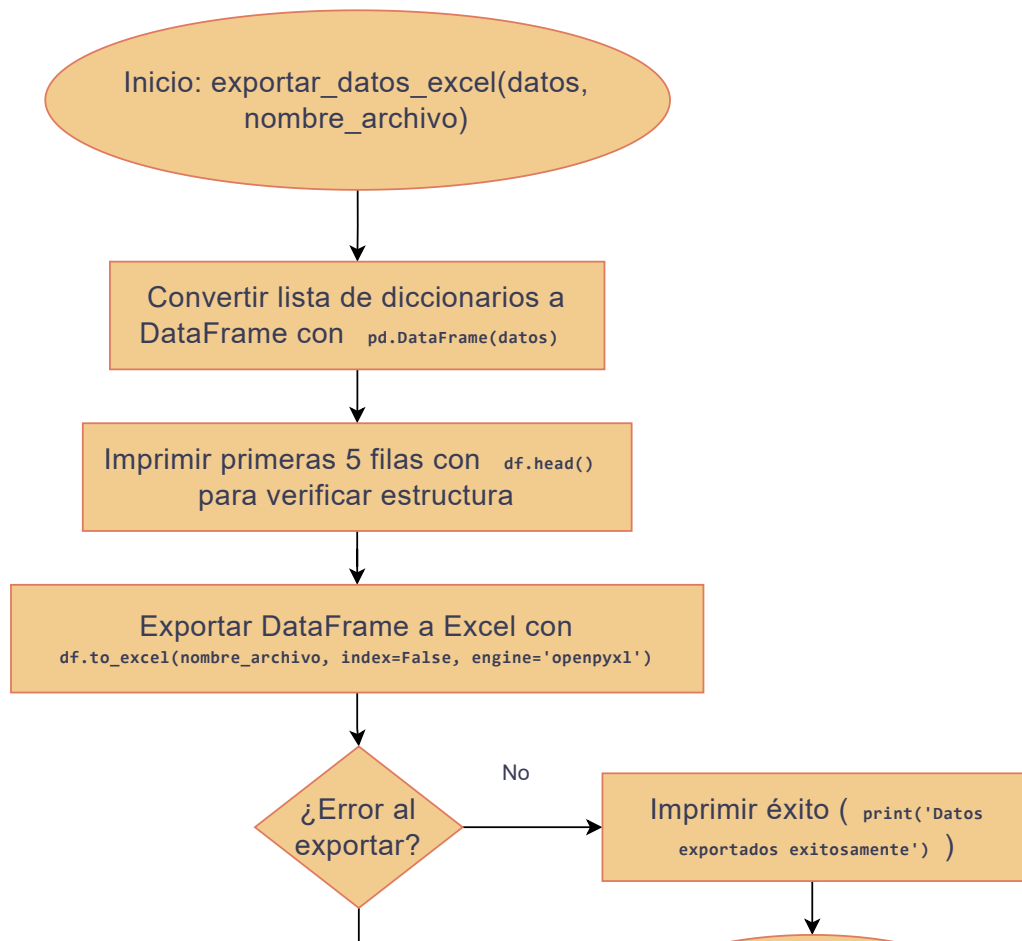 Inicio: exportar_datos_excel(datos,
nombre_archivo)
Convertir lista de diccionarios a
DataFrame con pd.DataFrame(datos)
Imprimir primeras 5 filas con df.head()
para verificar estructura
Exportar DataFrame a Excel con
df.to_excel(nombre_archivo, index=False, engine='openpyxl')
¿Error al
exportar?
No
Imprimir éxito ( print('Datos
exportados exitosamente') )